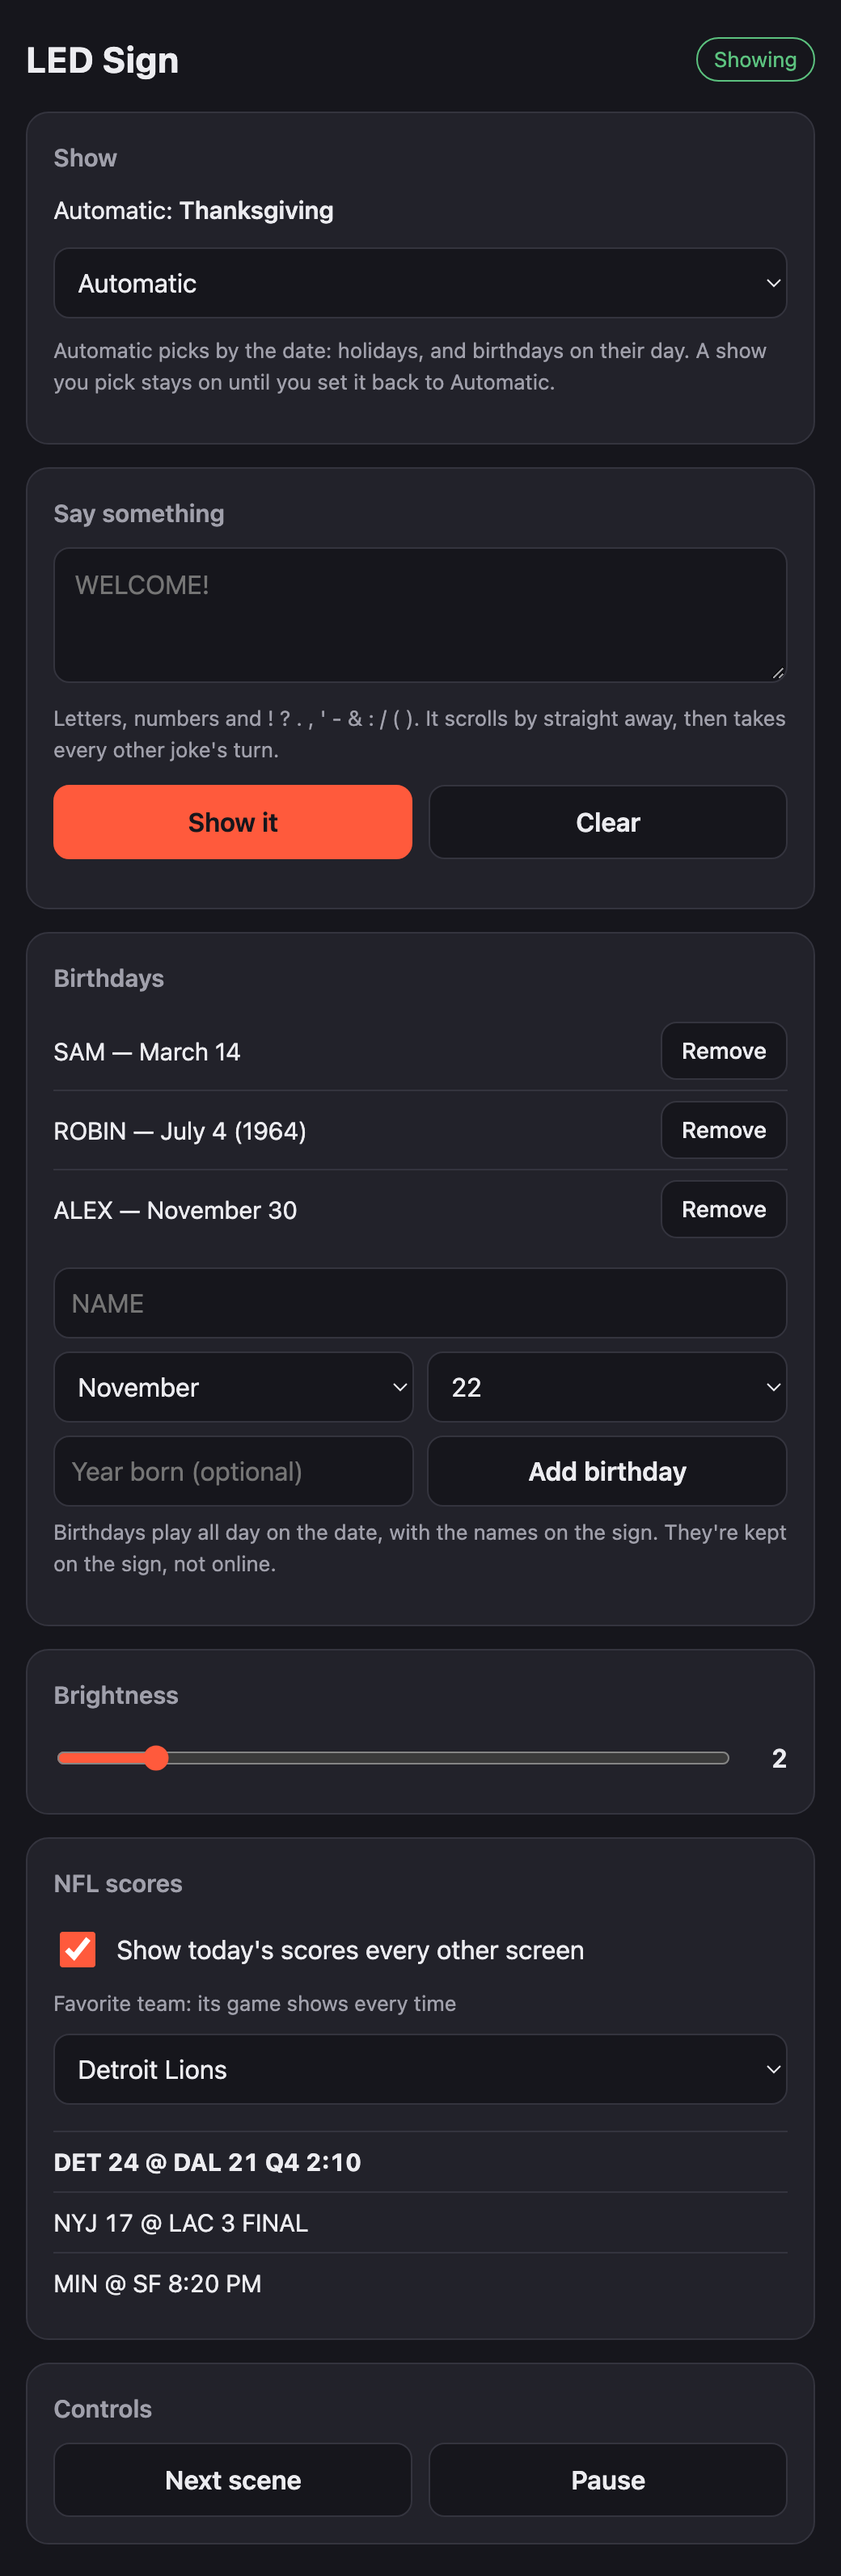 LED Sign
Showing
Show
Automatic: Thanksgiving
Automatic
Automatic picks by the date: holidays, and birthdays on their day. A show
you pick stays on until you set it back to Automatic.
Say something
WELCOME!
Letters, numbers and ! ? . , ' - & : / ( ). It scrolls by straight away, then takes
every other joke's turn.
Show it
Clear
Birthdays
SAM — March 14
Remove
ROBIN — July 4 (1964)
Remove
ALEX — November 30
Remove
NAME
November
22
Year born (optional)
Add birthday
Birthdays play all day on the date, with the names on the sign. They're kept
on the sign, not online.
Brightness
2
NFL scores
Show today's scores every other screen
Favorite team: its game shows every time
Detroit Lions
DET 24 @ DAL 21 Q4 2:10
NYJ 17 @ LAC 3 FINAL
MIN @ SF 8:20 PM
Controls
Next scene
Pause